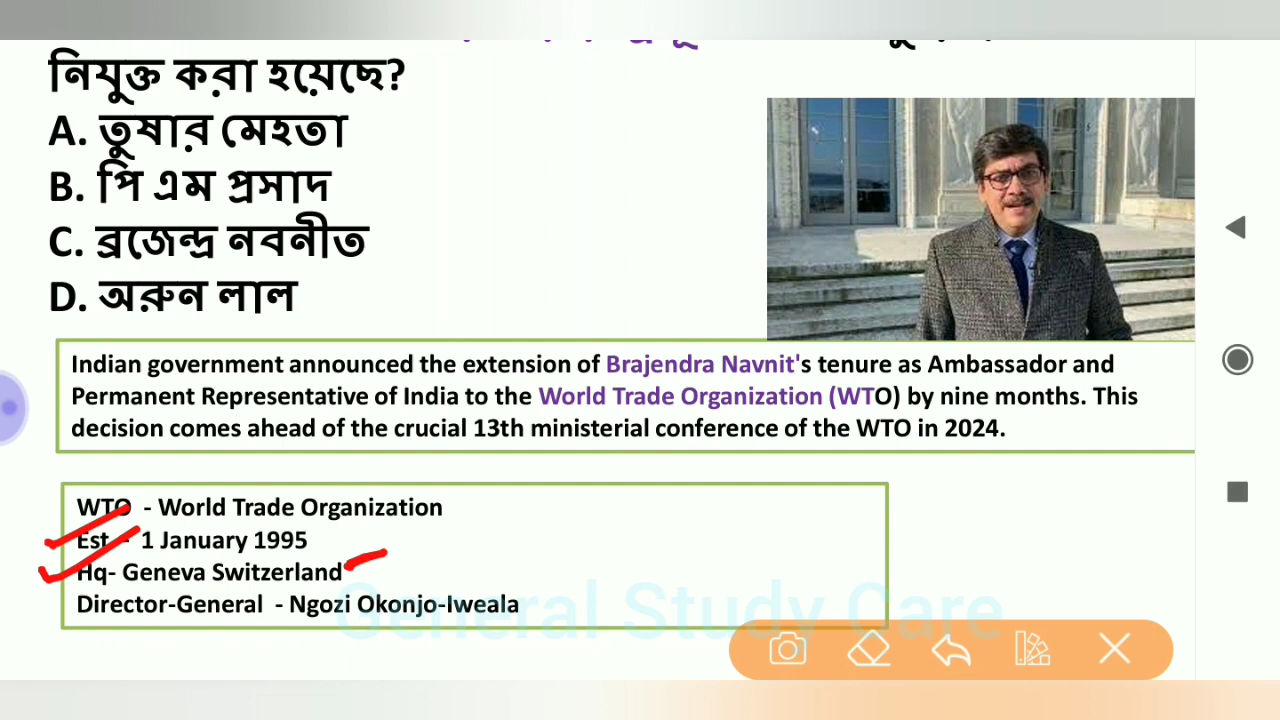 নিযুক্ত করা হয়েছে?
A. তুষার মেহতা
B. পি এম প্রসাদ
C. ব্রজেন্দ্র নবনীত
D. অরুন লাল
Indian government announced the extension of Brajendra Navnit's tenure as Ambassador and
Permanent Representative of India to the World Trade Organization (WTO) by nine months. This
decision comes ahead of the crucial 13th ministerial conference of the WTO in 2024.
WTO - World Trade Organization
Est - 1 January 1995
Hq- Geneva Switzerland
Director-General - Ngozi Okonjo-Iweala
General Study Care